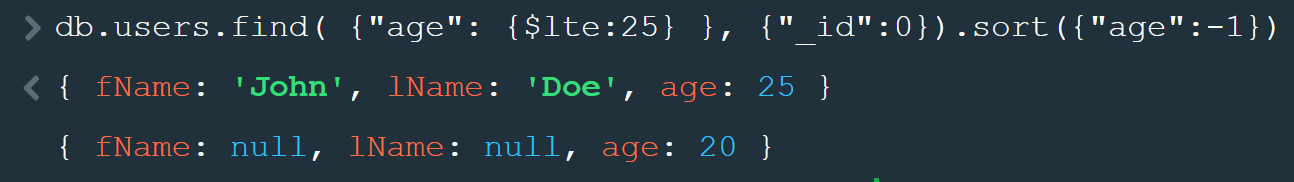 > db.users.find( {"age": {$lte:25} }, {"_id":0}).sort({"age":-1})
< { fName: 'John', lName: 'Doe', age: 25 }
{ fName: null, lName: null, age: 20 }